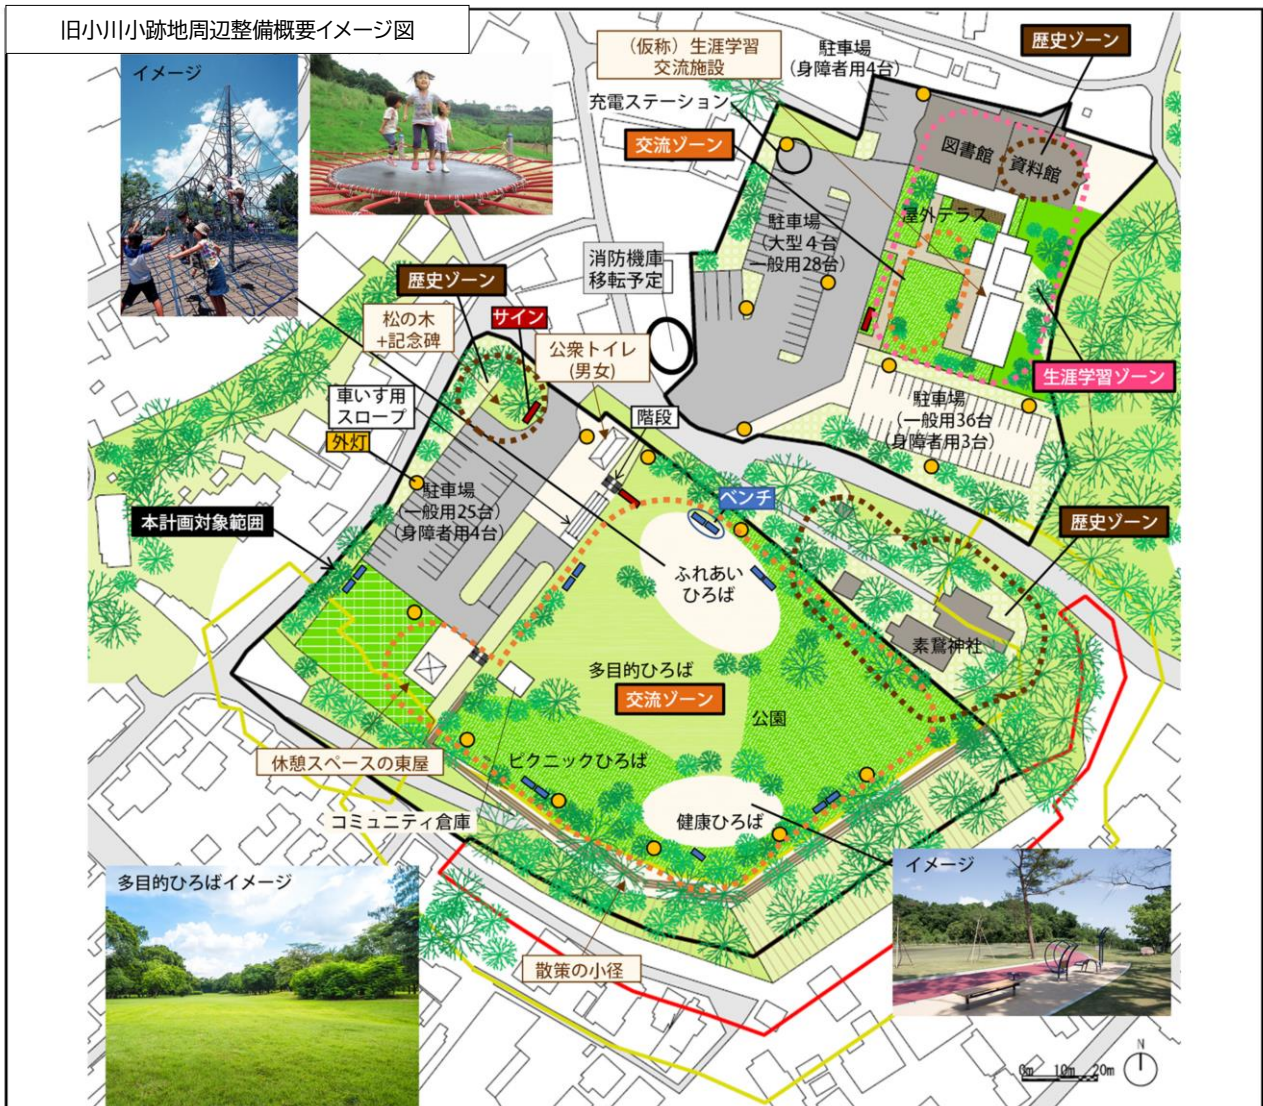 旧小川小跡地周辺整備概要イメージ図
イメージ
（仮称）生涯学習
交流施設
駐車場
（身障者用4台）
歴史ゾーン
充電ステーション
交流ゾーン
図書館
資料館
屋外テラス
駐車場
（大型４台
一般用28台）
消防機庫
移転予定
歴史ゾーン
松の木
+記念碑
サイン
公衆トイレ
(男女)
車いす用
スロープ
外灯
階段
生涯学習ゾーン
駐車場
（一般用36台
（身障者用3台）
駐車場
（一般用25台）
（身障者用4台）
ベンチ
本計画対象範囲
歴史ゾーン
ふれあい
ひろば
素鵞神社
多目的ひろば
交流ゾーン
公園
休憩スペースの東屋
ピクニックひろば
コミュニティ倉庫
健康ひろば
イメージ
多目的ひろばイメージ
散策の小径
N
0m 10m 20m